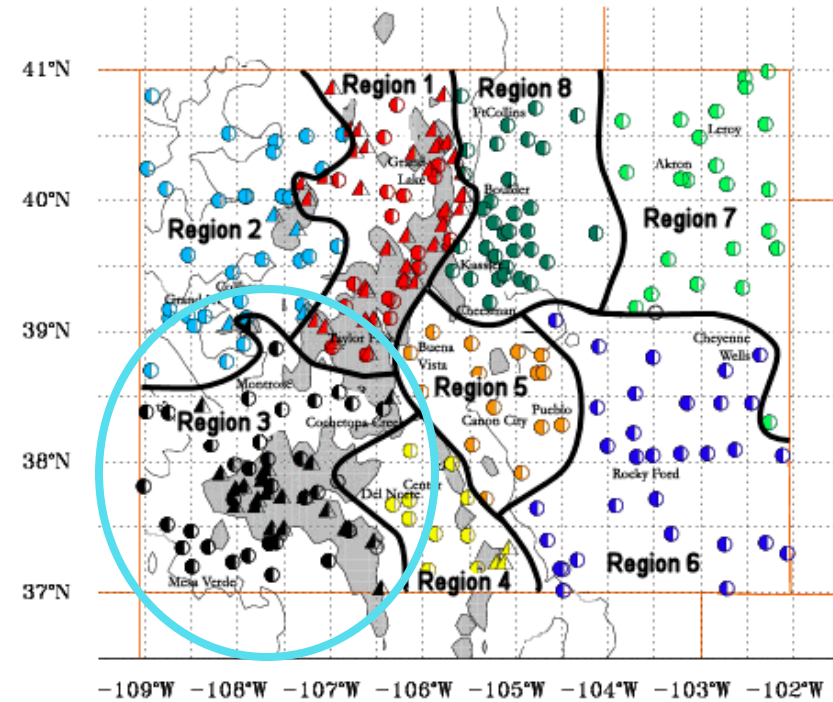 41°N
Region 1
Region 8
FtCollins
Leroy
Grand
Lake
Akron
40°N
Boulder
Region 2
Region 7
Kassler
Grand
Cheesman
39°N
Taylor
Buena
Vista
Cheyenne
Wells
Montrose
Region 5
Region 3
Cochetopa Creek
Canon City
Pueblo
38°N
Center
Del Norte
Rocky Ford
Mesa Verde
Region 4
Region 6
37°N
-109°W -108°W -107°W -106°W -105°W -104°W -103°W -102°W